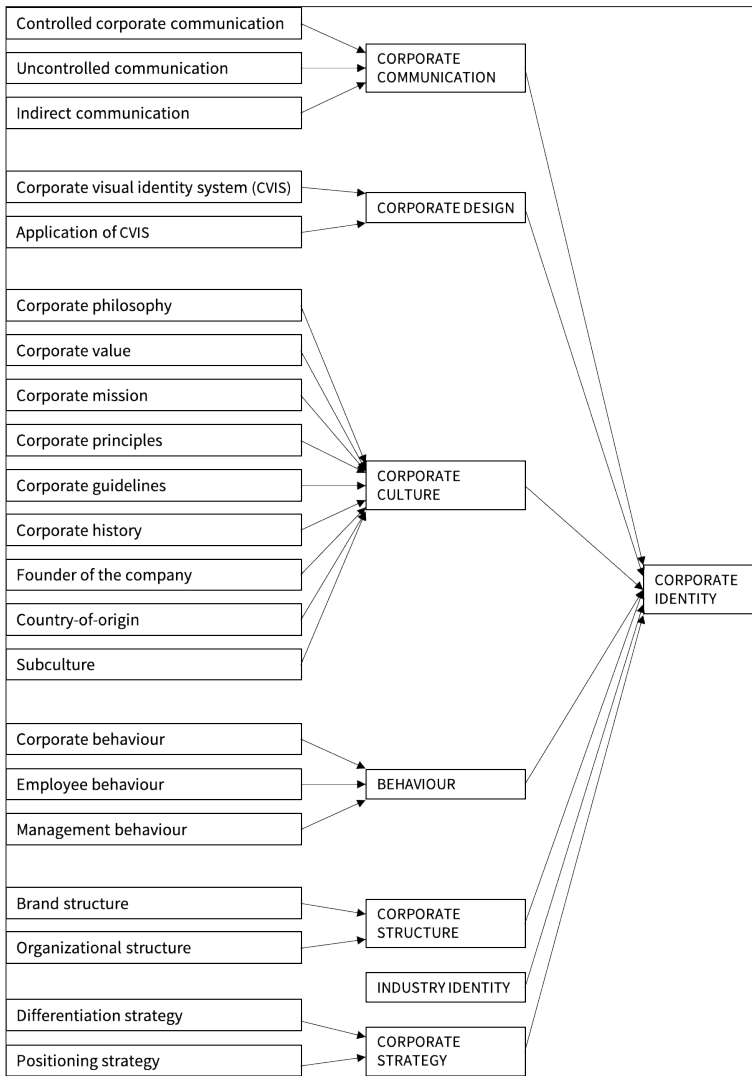 Controlled corporate communication
Uncontrolled communication
Indirect communication
CORPORATE
COMMUNICATION
Corporate visual identity system (CVIS)
Application of CVIS
CORPORATE DESIGN
Corporate philosophy
Corporate value
Corporate mission
Corporate principles
Corporate guidelines
Corporate history
Founder of the company
Country-of-origin
Subculture
CORPORATE
CULTURE
Corporate behaviour
Employee behaviour
Management behaviour
BEHAVIOUR
Brand structure
Organizational structure
CORPORATE
STRUCTURE
INDUSTRY IDENTITY
Differentiation strategy
Positioning strategy
CORPORATE
STRATEGY
CORPORATE
IDENTITY